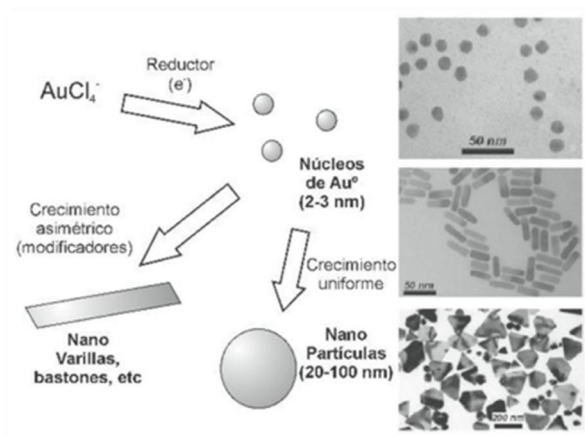 AuCl₄⁻
Reductor
(e⁻)
Núcleos
de Auº
(2-3 nm)
Crecimiento
asimétrico
(modificadores)
Crecimiento
uniforme
Nano
Varillas,
bastones, etc
Nano
Partículas
(20-100 nm)
50 nm
50 nm
200 nm